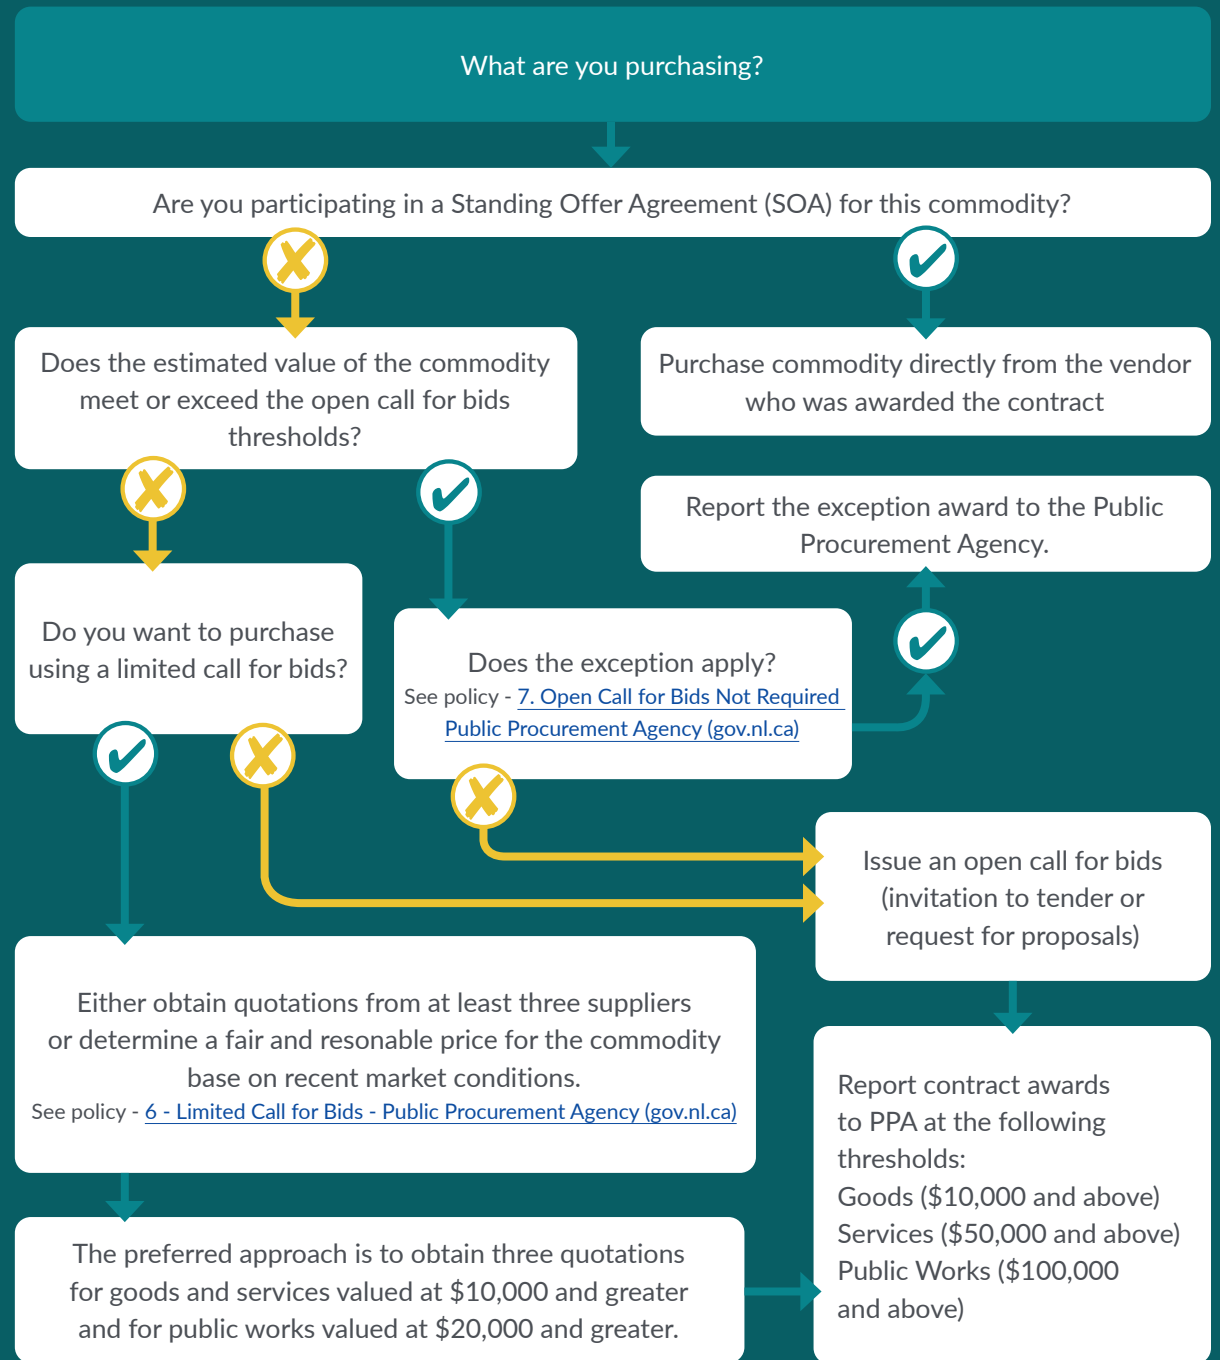 What are you purchasing?
Are you participating in a Standing Offer Agreement (SOA) for this commodity?
Does the estimated value of the commodity
meet or exceed the open call for bids
thresholds?
Purchase commodity directly from the vendor
who was awarded the contract
Report the exception award to the Public
Procurement Agency.
Do you want to purchase
using a limited call for bids?
Does the exception apply?
See policy - 7. Open Call for Bids Not Required
Public Procurement Agency (gov.nl.ca)
Issue an open call for bids
(invitation to tender or
request for proposals)
Either obtain quotations from at least three suppliers
or determine a fair and resonable price for the commodity
base on recent market conditions.
See policy - 6 - Limited Call for Bids - Public Procurement Agency (gov.nl.ca)
Report contract awards
to PPA at the following
thresholds:
Goods ($10,000 and above)
Services ($50,000 and above)
Public Works ($100,000
and above)
The preferred approach is to obtain three quotations
for goods and services valued at $10,000 and greater
and for public works valued at $20,000 and greater.